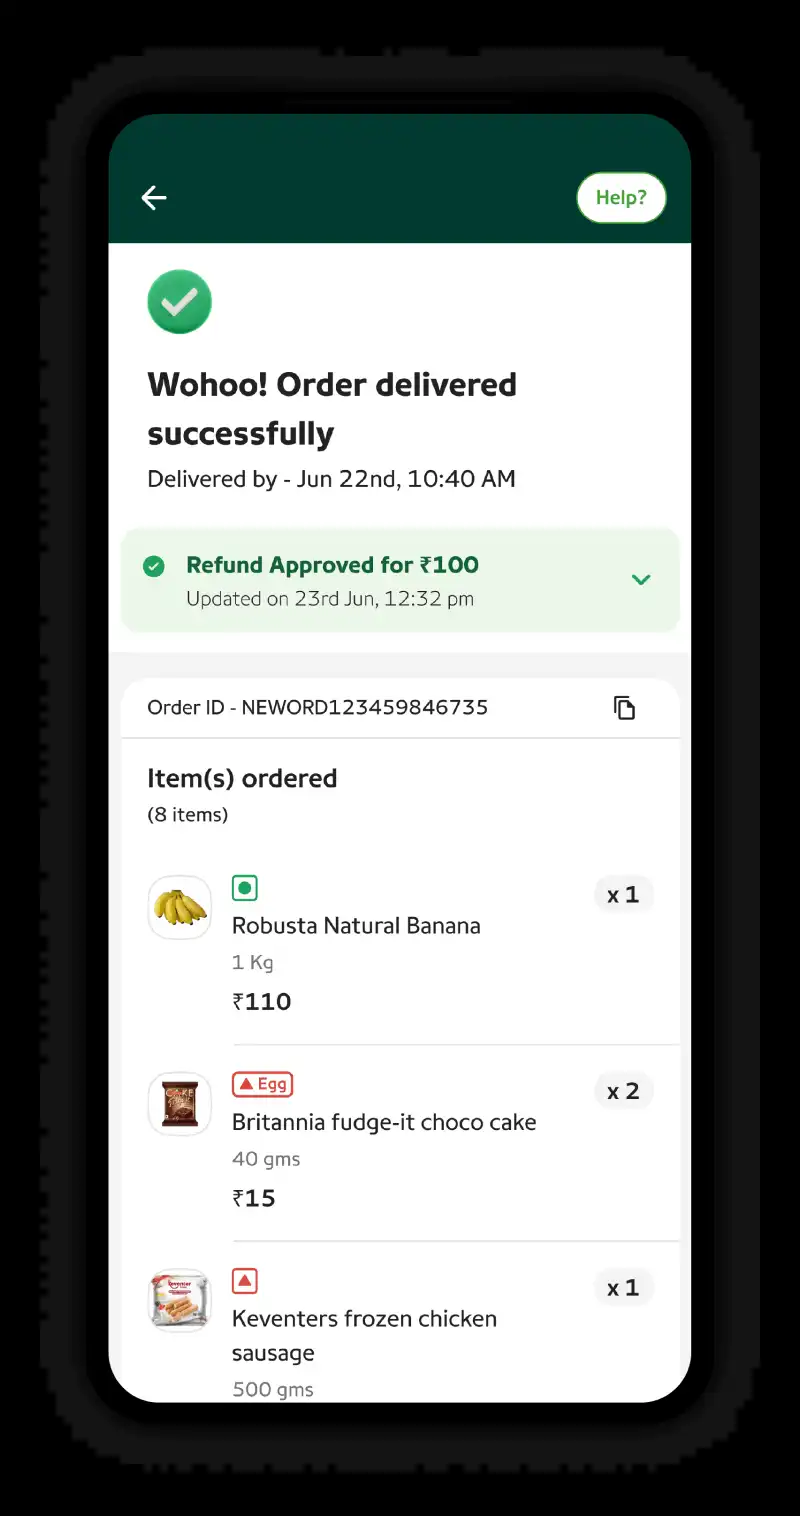 Help?
Wohoo! Order delivered
successfully
Delivered by - Jun 22nd, 10:40 AM
Refund Approved for ₹100
Updated on 23rd Jun, 12:32 pm
Order ID - NEWORD123459846735
Item(s) ordered
(8 items)
x 1
Robusta Natural Banana
1 Kg
₹110
Egg
x 2
Britannia fudge-it choco cake
40 gms
₹15
x 1
Keventers frozen chicken
sausage
500 gms